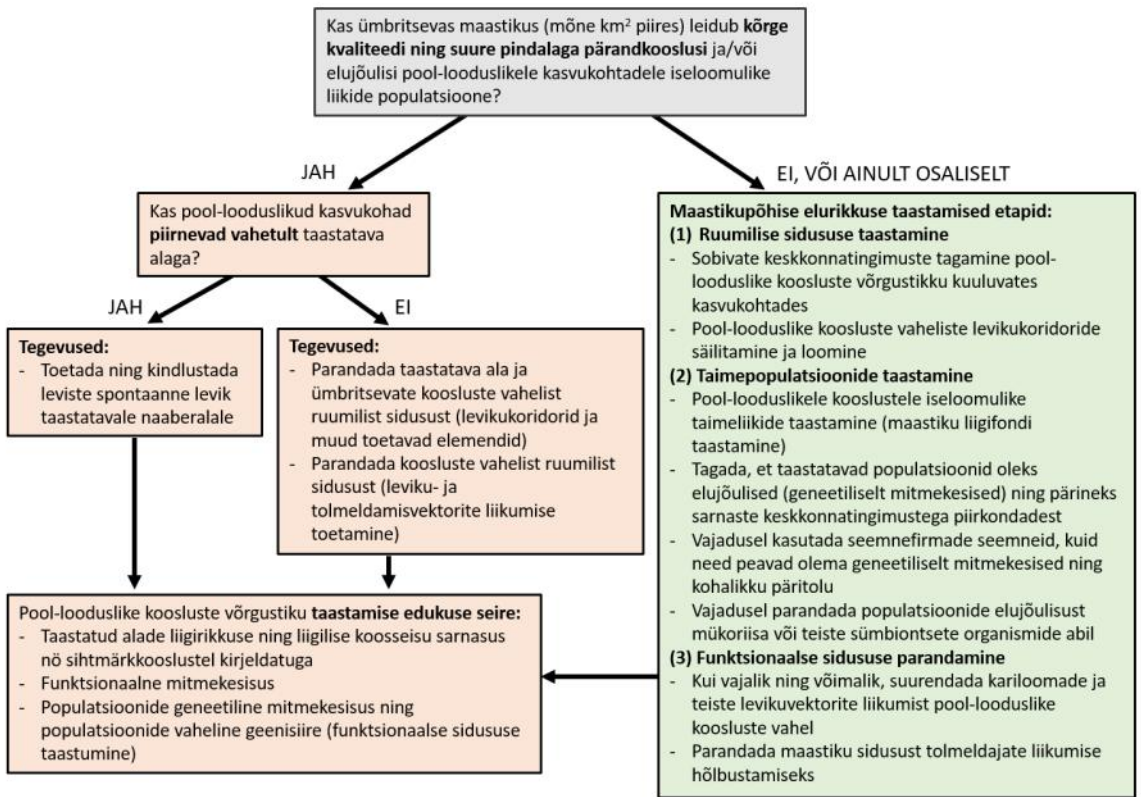 Kas ümbritsevas maastikus (mõne km² piires) leidub kõrge
kvaliteedi ning suure pindalaga pärandkooslusi ja/või
elujõulisi pool-looduslikele kasvukohtadele iseloomulike
liikide populatsioone?
JAH
EI, VÕI AINULT OSALISELT
Kas pool-looduslikud kasvukohad
piirnevad vahetult taastatava
alaga?
JAH
EI
Tegevused:
- Toetada ning kindlustada
leviste spontaanne levik
taastatavale naaberalale
Tegevused:
- Parandada taastatava ala ja
ümbritsevate koosluste vahelist
ruumilist sidusust (levikukoridorid ja
muud toetavad elemendid)
- Parandada koosluste vahelist ruumilist
sidusust (leviku- ja
tolmeldamisvektorite liikumise
toetamine)
Maastikupõhise elurikkuse taastamised etapid:
(1) Ruumilise sidususe taastamine
- Sobivate keskkonnatingimuste tagamine pool-
looduslike koosluste võrgustikku kuuluvates
kasvukohtades
- Pool-looduslike koosluste vaheliste levikukoridoride
säilitamine ja loomine
(2) Taimepopulatsioonide taastamine
- Pool-looduslikele kooslustele iseloomulike
taimeliikide taastamine (maastiku liigifondi
taastamine)
- Tagada, et taastatavad populatsioonid oleks
elujõulised (geneetiliselt mitmekesised) ning pärineks
sarnaste keskkonnatingimustega piirkondadest
- Vajadusel kasutada seemnefirmade seemneid, kuid
need peavad olema geneetiliselt mitmekesised ning
kohalikku päritolu
- Vajadusel parandada populatsioonide elujõulisust
mükoriisa või teiste sümbiontsete organismide abil
(3) Funktsionaalse sidususe parandamine
- Kui vajalik ning võimalik, suurendada kariloomade ja
teiste levikuvektorite liikumist pool-looduslike
koosluste vahel
- Parandada maastiku sidusust tolmeldajate liikumise
hõlbustamiseks
Pool-looduslike koosluste võrgustiku taastamise edukuse seire:
- Taastatud alade liigirikkuse ning liigilise koosseisu sarnasus
nö sihtmärkkooslustel kirjeldatuga
- Funktsionaalne mitmekesisus
- Populatsioonide geneetiline mitmekesisus ning
populatsioonide vaheline geenisiire (funktsionaalse sidususe
taastumine)